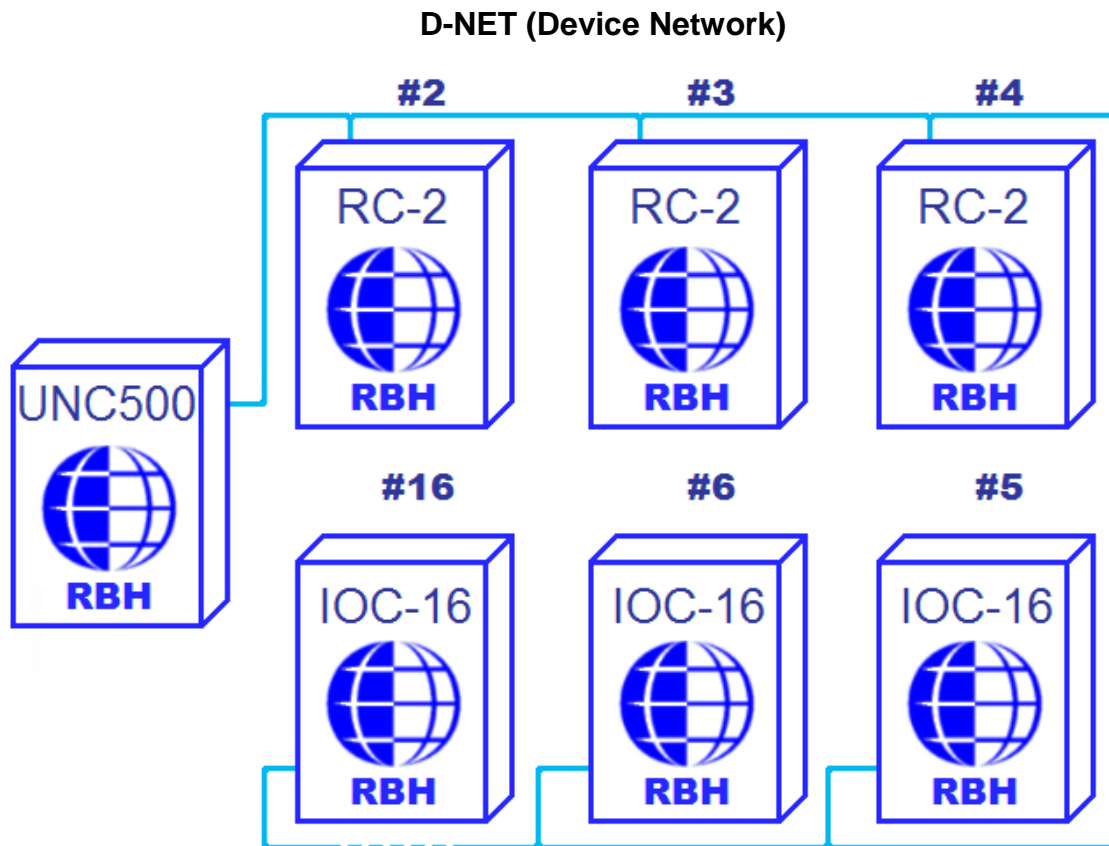 D-NET (Device Network)
#2 #3 #4
RC-2 RC-2 RC-2
RBH RBH RBH
UNC500
RBH
#16 #6 #5
IOC-16 IOC-16 IOC-16
RBH RBH RBH